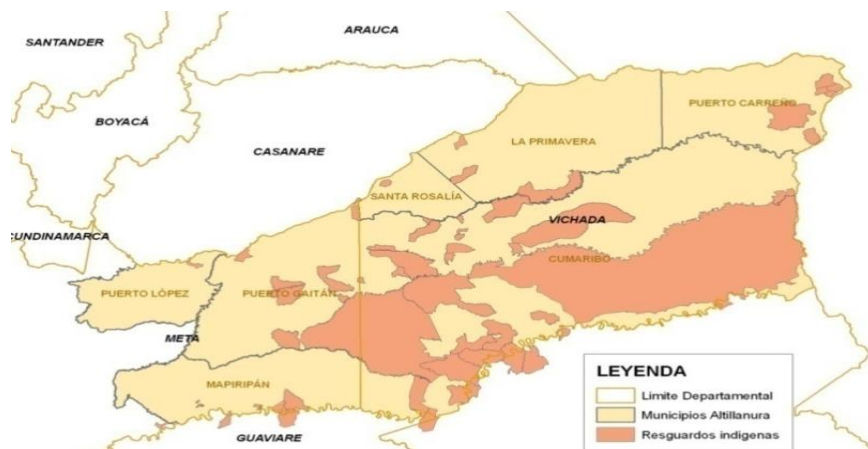 ARAUCA
SANTANDER
BOYACÁ
PUERTO CARREÑO
LA PRIMAVERA
CASANARE
SANTA ROSALÍA
VICHADA
CUNDINAMARCA
CUMARIBO
PUERTO LÓPEZ
PUERTO GAITÁN
META
MAPIRIPÁN
GUAVIARE
LEYENDA
Limite Departamental
Municipios Altillanura
Resguardos indigenas